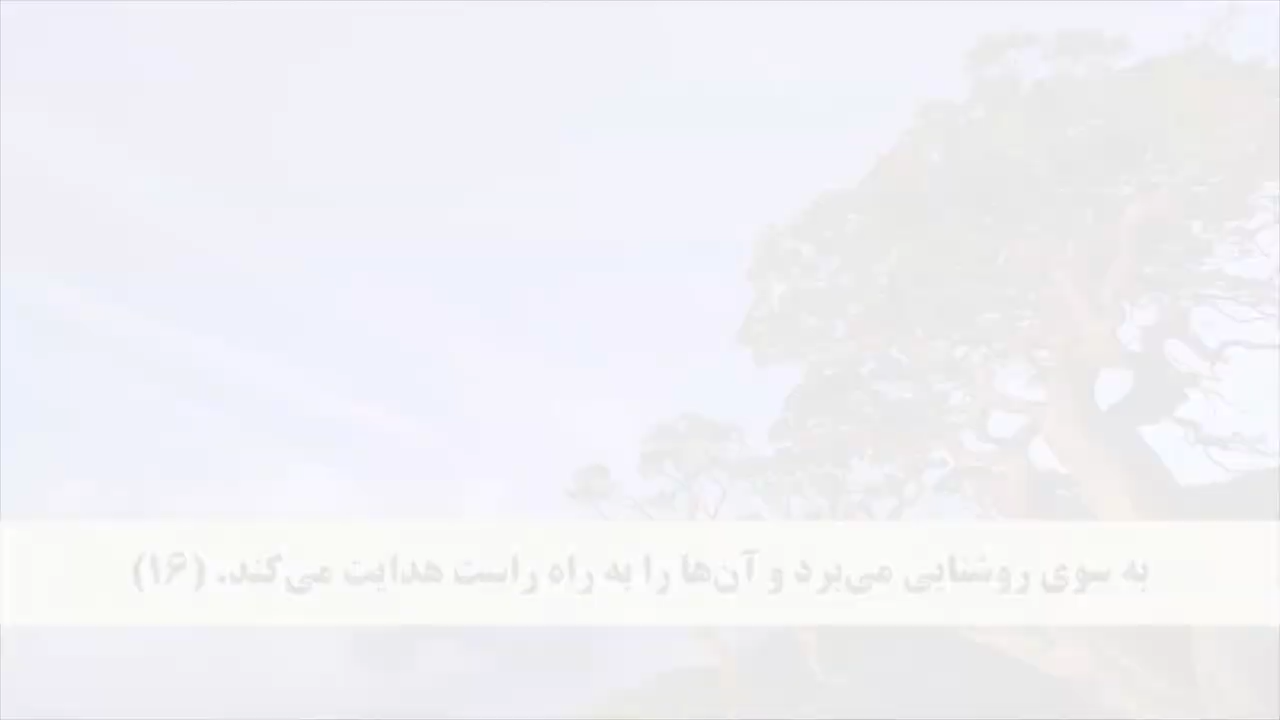 به سوی روشنایی می‌برد و آن‌ها را به راه راست هدایت می‌کند. (۱۶)